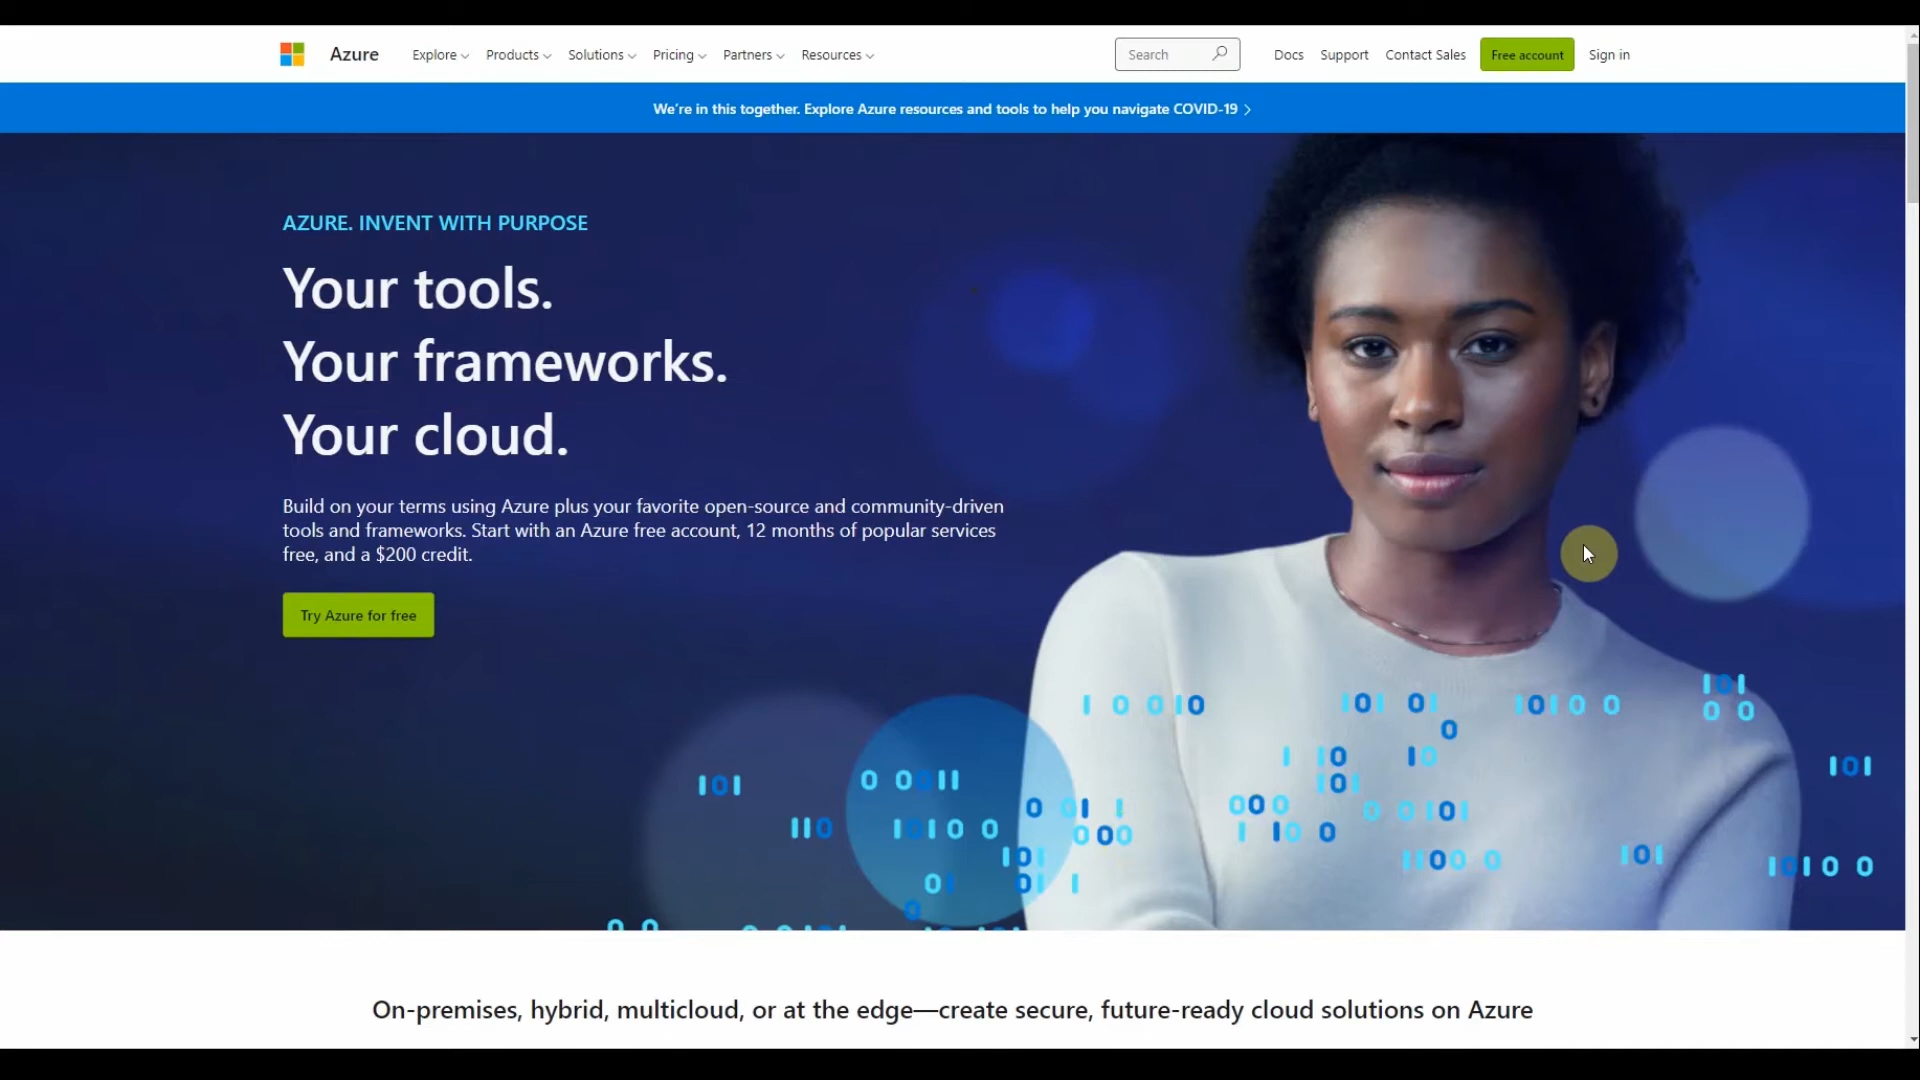 Azure Explore Products Solutions Pricing Partners Resources Search Docs Support Contact Sales Free account Sign in
We're in this together. Explore Azure resources and tools to help you navigate COVID-19
AZURE. INVENT WITH PURPOSE
Your tools.
Your frameworks.
Your cloud.
Build on your terms using Azure plus your favorite open-source and community-driven
tools and frameworks. Start with an Azure free account, 12 months of popular services
free, and a $200 credit.
Try Azure for free
On-premises, hybrid, multicloud, or at the edge—create secure, future-ready cloud solutions on Azure